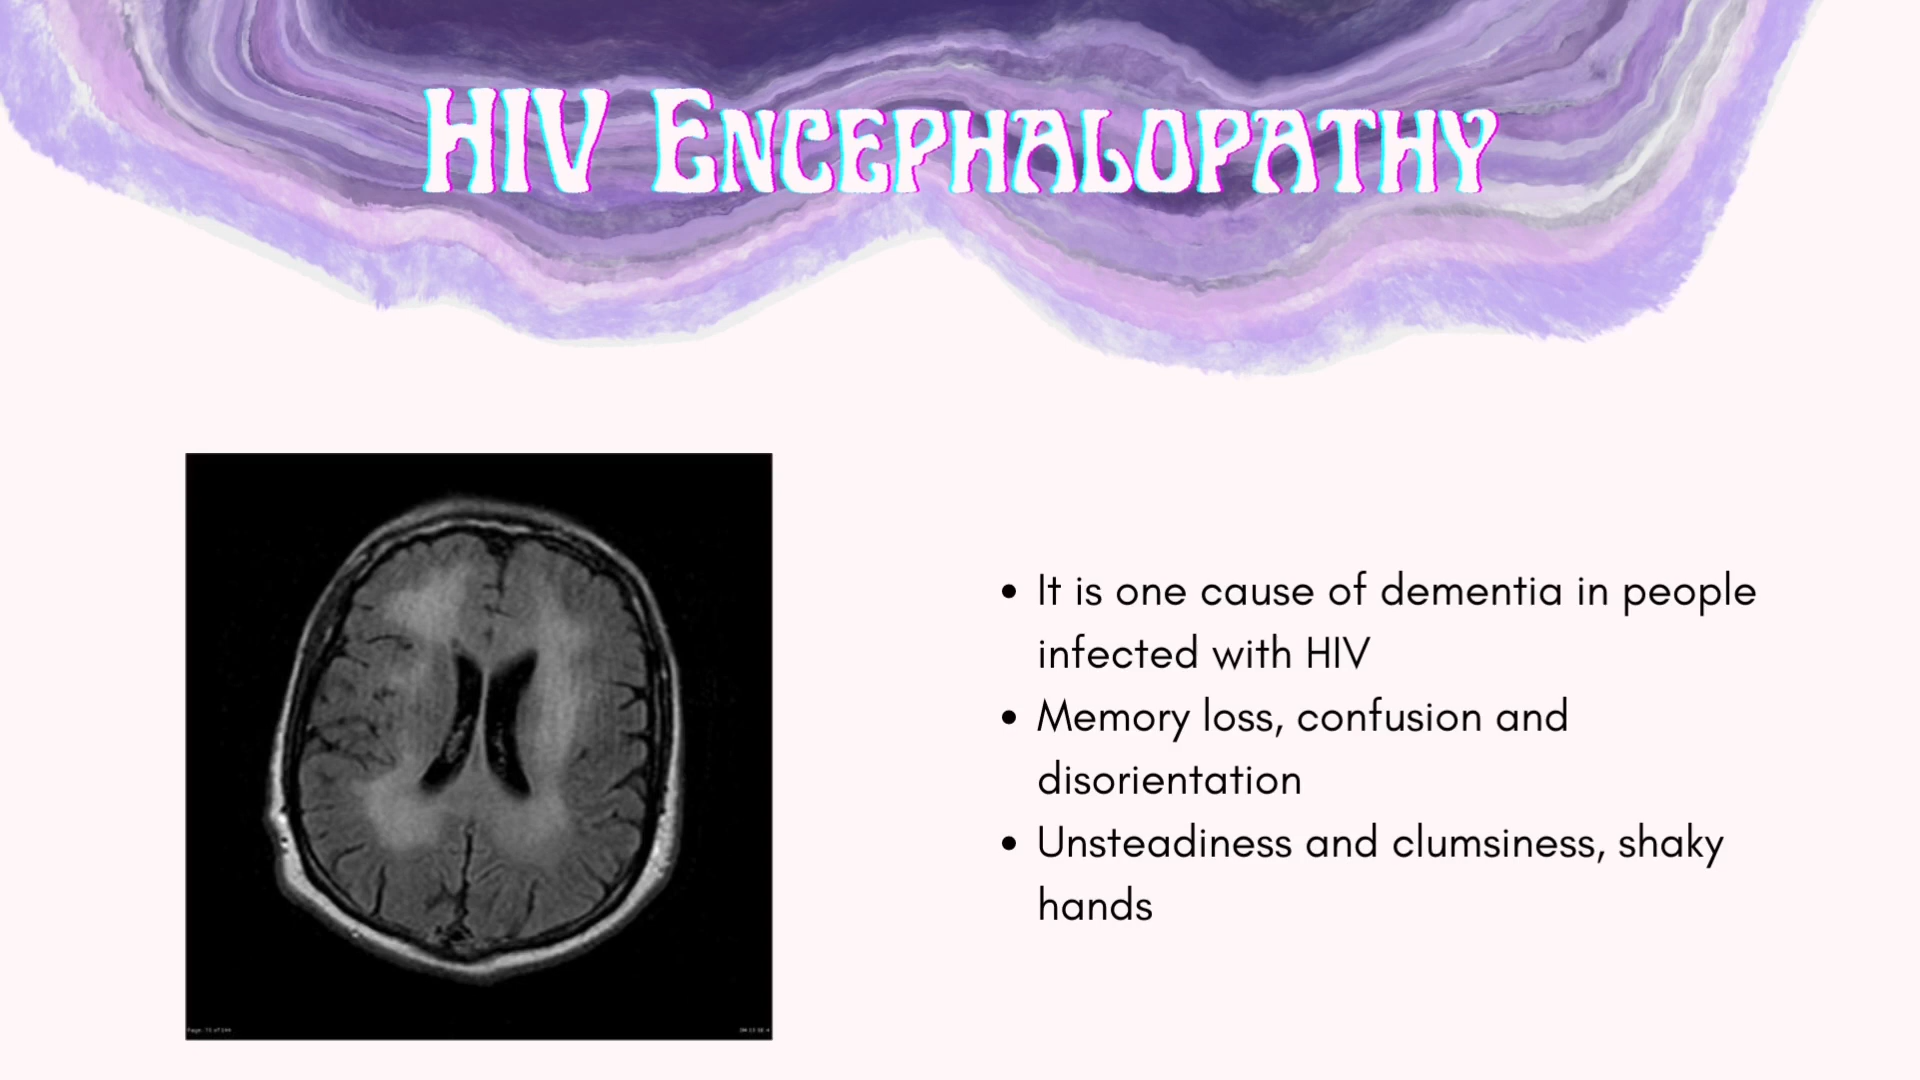 HIV Encephalopathy
• It is one cause of dementia in people
infected with HIV
• Memory loss, confusion and
disorientation
• Unsteadiness and clumsiness, shaky
hands